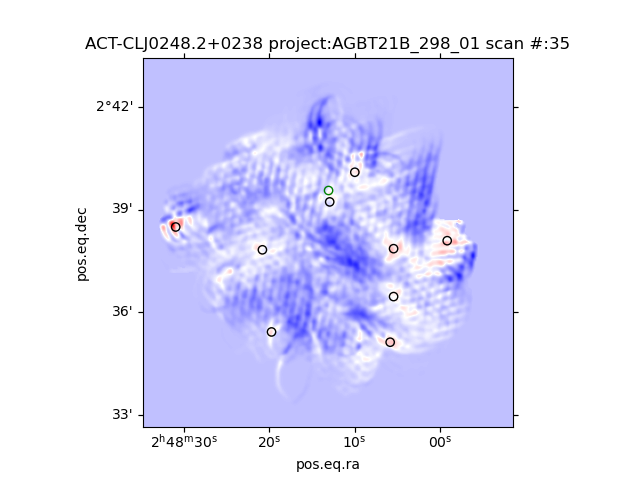 ACT-CLJ0248.2+0238 project:AGBT21B_298_01 scan #:35
2°42'
39'
36'
33'
pos.eq.dec
2h48m30s 20s 10s 00s
pos.eq.ra